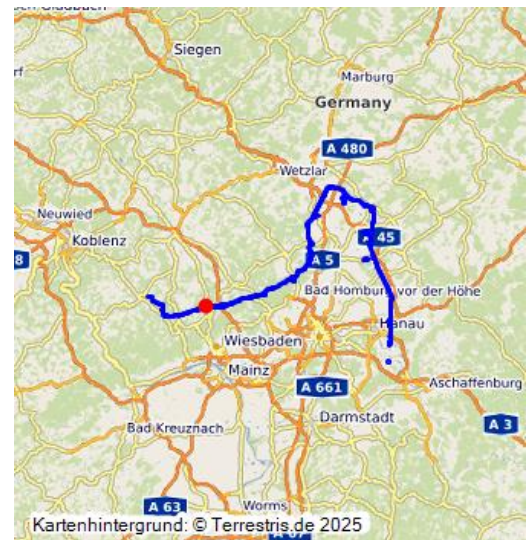 Siegen
Marburg
Germany
A 480
Wetzlar
Neuwied
Koblenz
8
A 45
A 5
Bad Homburg vor der Höhe
Hanau
Wiesbaden
Mainz
A 661
Aschaffenburg
Darmstadt
Bad Kreuznach
A 3
A 63
Worms
Kartenhintergrund: © Terrestris.de 2025